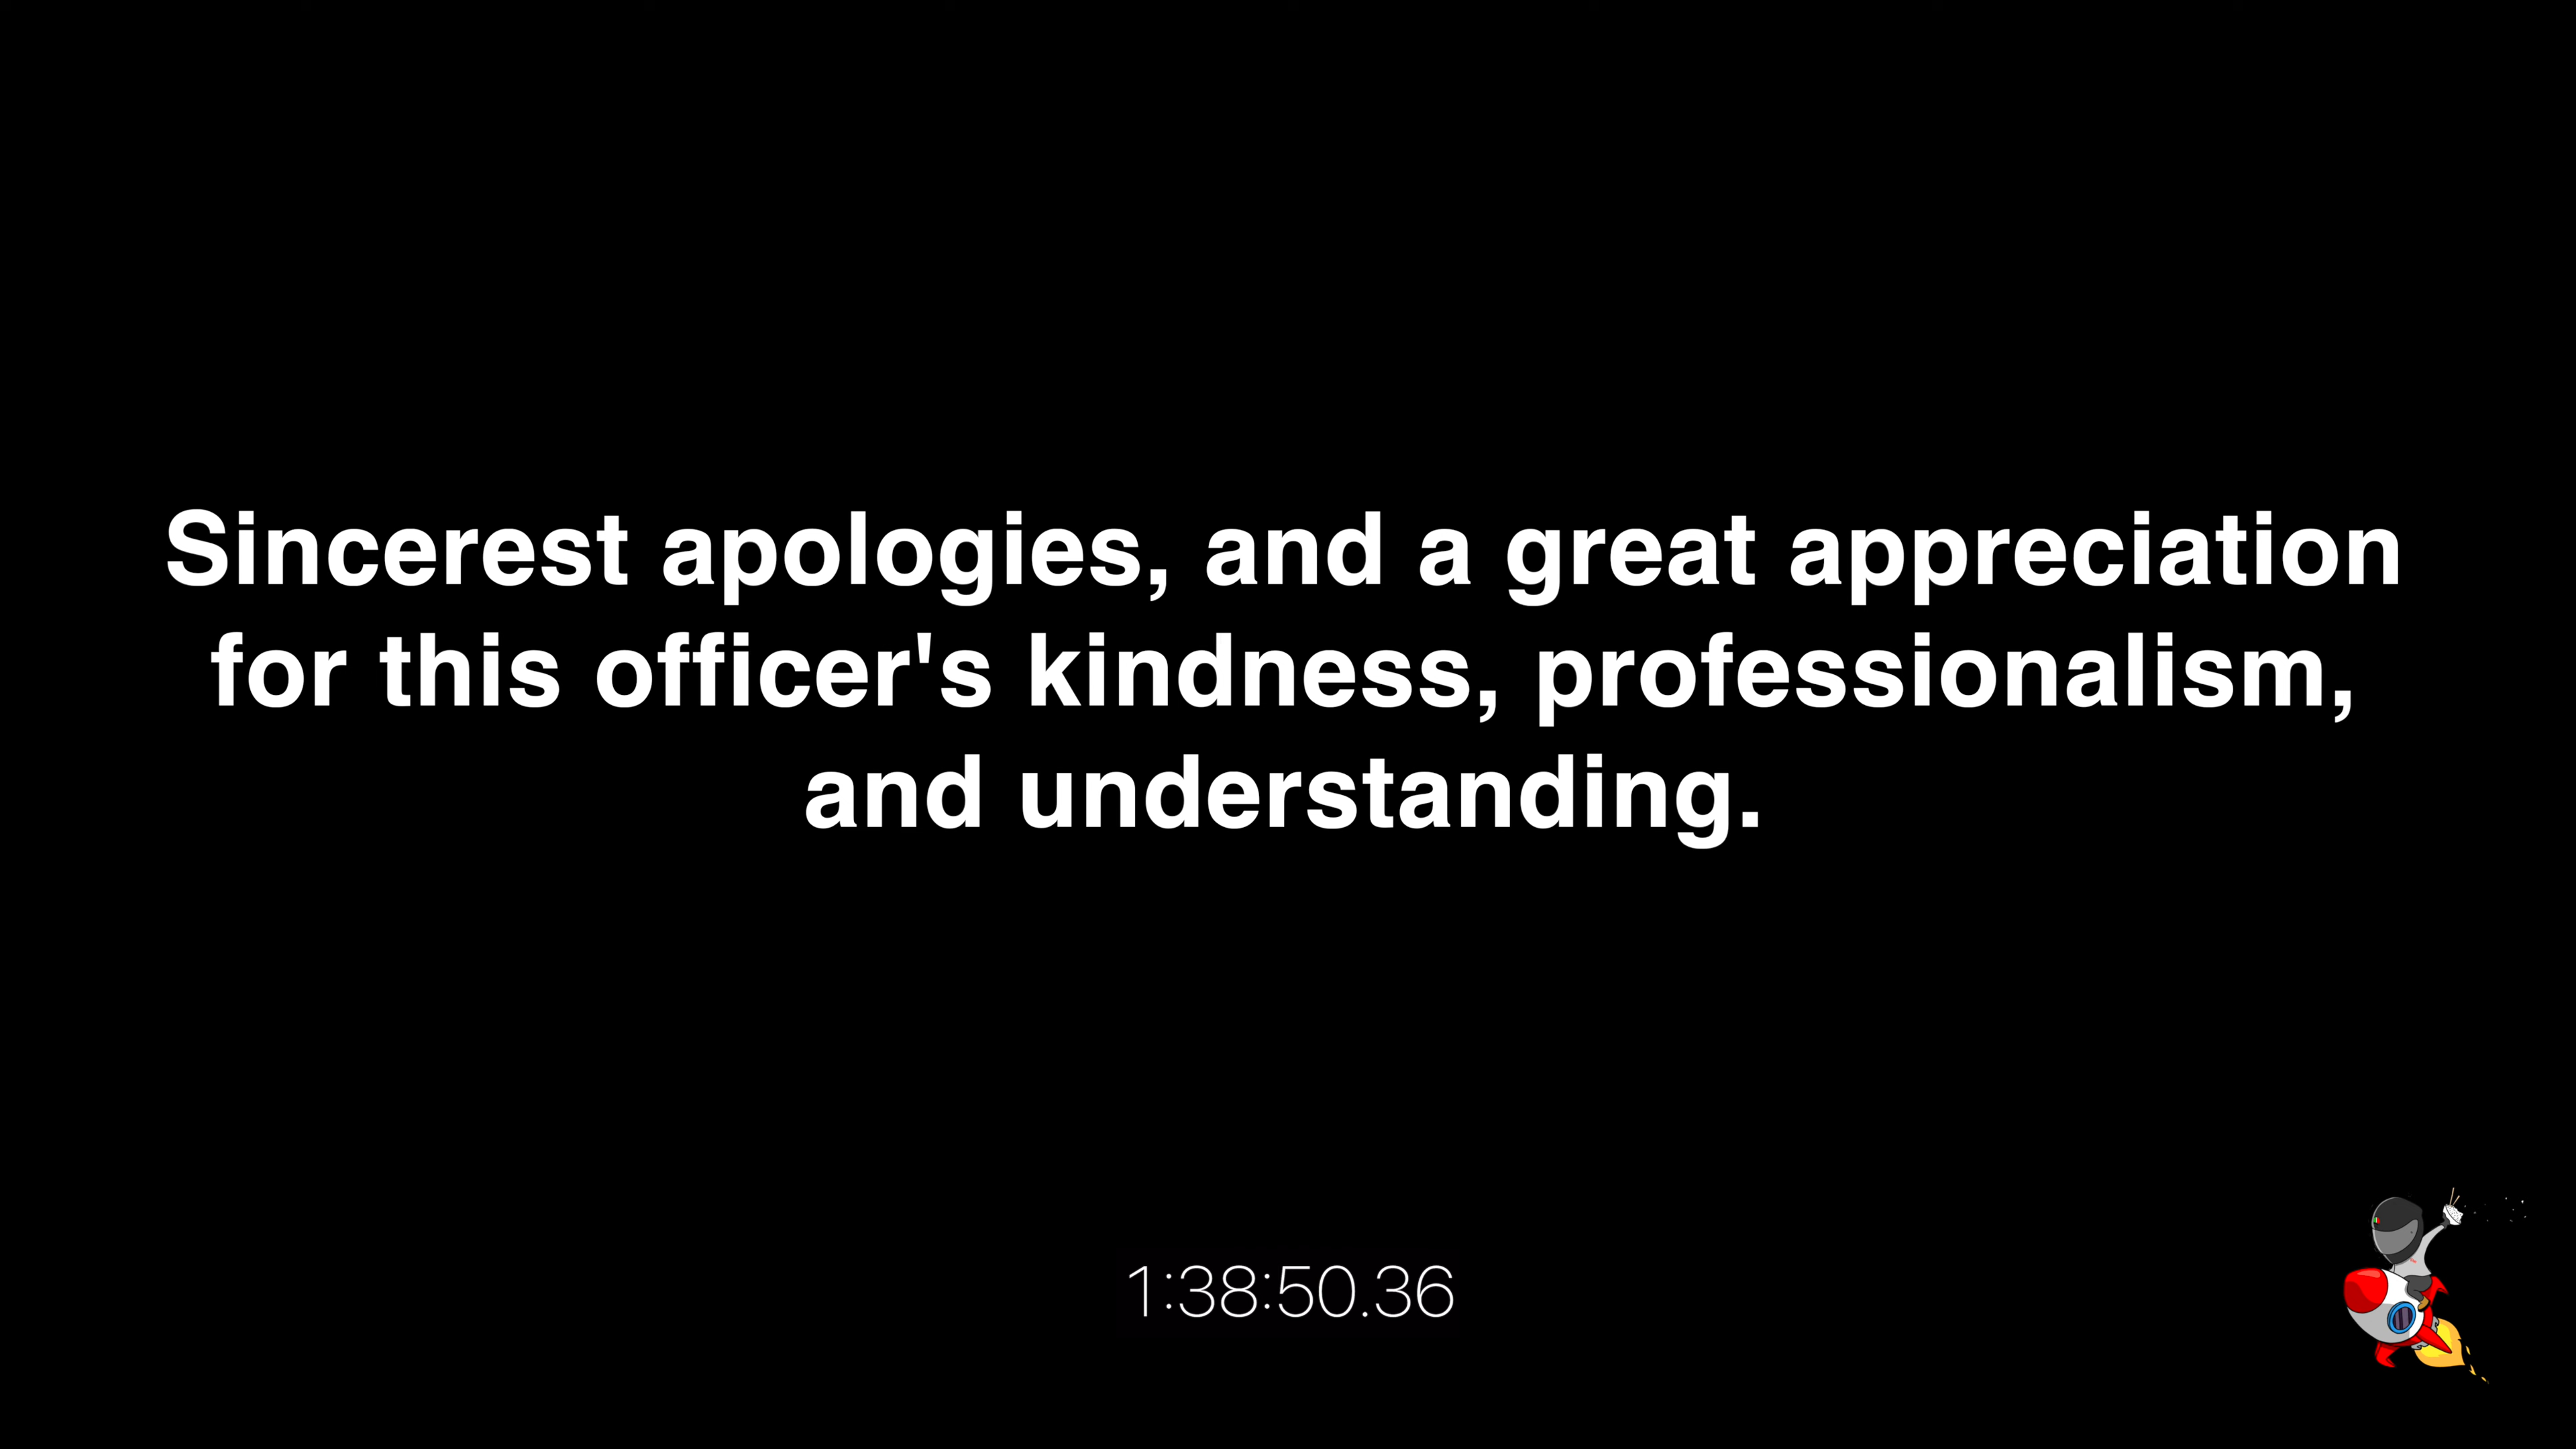 Sincerest apologies, and a great appreciation
for this officer's kindness, professionalism,
and understanding.
1:38:50.36